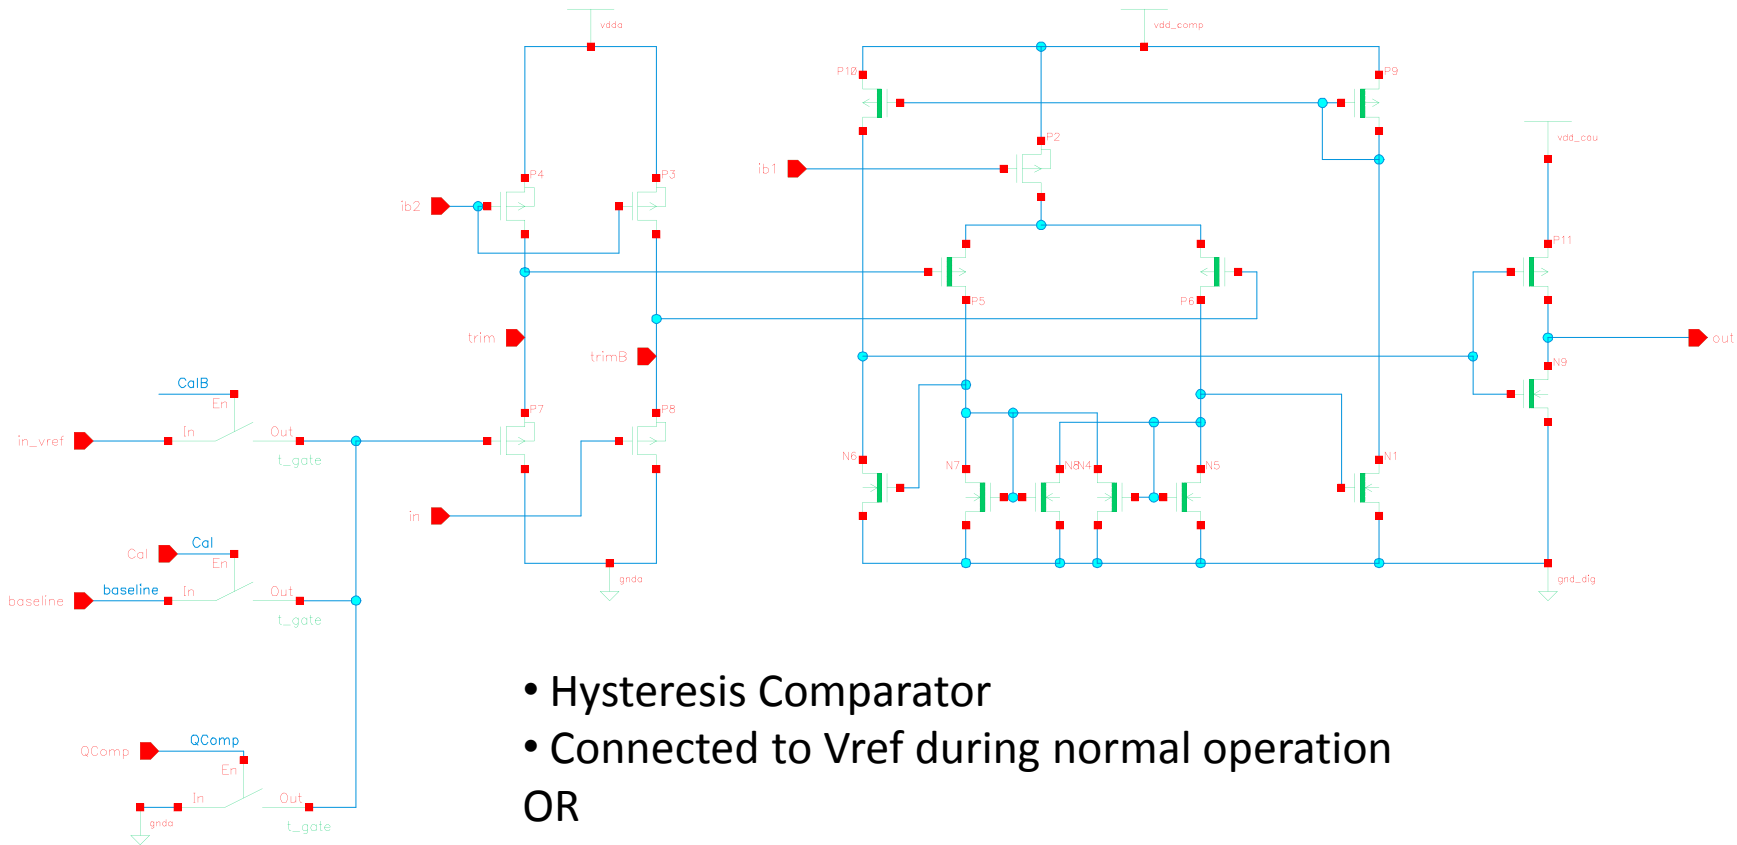 vdda
vdd_comp
P10
P9
P2
vdd_cau
P4
P3
ib1
ib2
P11
P5
P6
trim
trimB
out
N9
CalB
En
P7
P8
in_vref
In
Out
t_gate
N6
N7
N8
N4
N5
N1
in
Cal
Cal
En
gnda
gnd_dig
baseline
baseline
In
Out
t_gate
• Hysteresis Comparator
QComp
QComp
• Connected to Vref during normal operation
En
In
Out
OR
gnda
t_gate